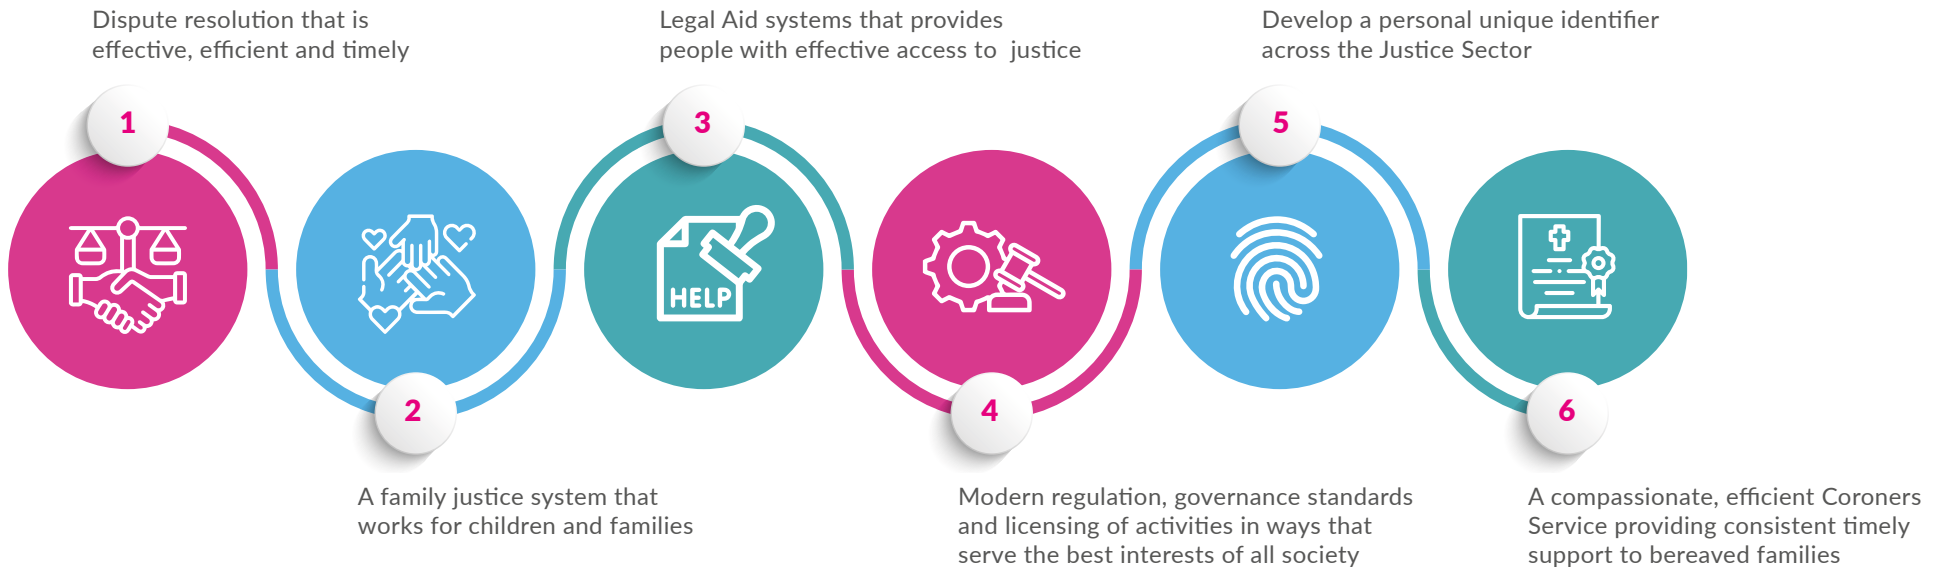 Dispute resolution that is
effective, efficient and timely
1
A family justice system that
works for children and families
2
Legal Aid systems that provides
people with effective access to justice
3
HELP
Modern regulation, governance standards
and licensing of activities in ways that
serve the best interests of all society
4
Develop a personal unique identifier
across the Justice Sector
5
A compassionate, efficient Coroners
Service providing consistent timely
support to bereaved families
6